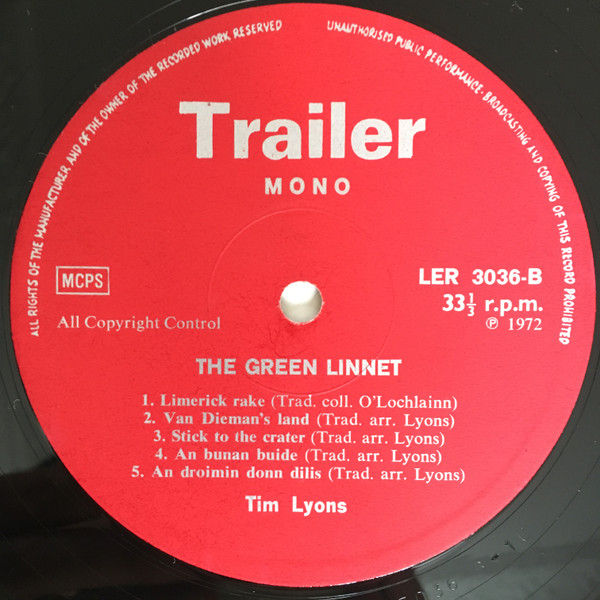 ALL RIGHTS OF THE MANUFACTURER AND OF THE OWNER OF THE RECORDED WORK RESERVED
UNAUTHORISED PUBLIC PERFORMANCE · BROADCASTING AND COPYING OF THIS RECORD PROHIBITED
Trailer
MONO
MCPS
LER 3036-B
33⅓ r.p.m.
All Copyright Control
℗ 1972
THE GREEN LINNET
1. Limerick rake (Trad. coll. O'Lochlainn)
2. Van Dieman's land (Trad. arr. Lyons)
3. Stick to the crater (Trad. arr. Lyons)
4. An bunan buide (Trad. arr. Lyons)
5. An droimin donn dilis (Trad. arr. Lyons)
Tim Lyons